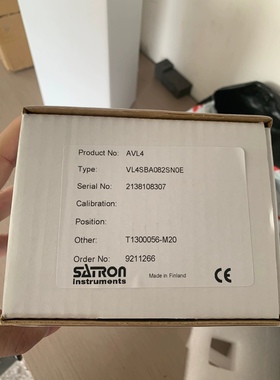 Product No: AVL4
Type: VL4SBA082SN0E
Serial No: 2138108307
Calibration:
Position:
Other: T1300056-M20
Order No: 9211266
SATRON
instruments
Made in Finland
CE